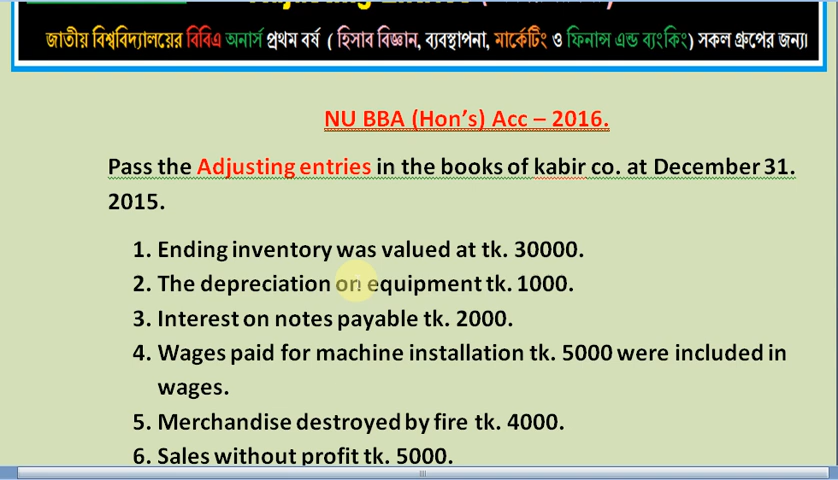 জাতীয় বিশ্ববিদ্যালয়ের বিবিএ অনার্স প্রথম বর্ষ ( হিসাব বিজ্ঞান, ব্যবস্থাপনা, মার্কেটিং ও ফিনান্স এন্ড ব্যংকিং) সকল গ্রুপের জন্য।
NU BBA (Hon's) Acc – 2016.
Pass the Adjusting entries in the books of kabir co. at December 31.
2015.
1. Ending inventory was valued at tk. 30000.
2. The depreciation on equipment tk. 1000.
3. Interest on notes payable tk. 2000.
4. Wages paid for machine installation tk. 5000 were included in
wages.
5. Merchandise destroyed by fire tk. 4000.
6. Sales without profit tk. 5000.